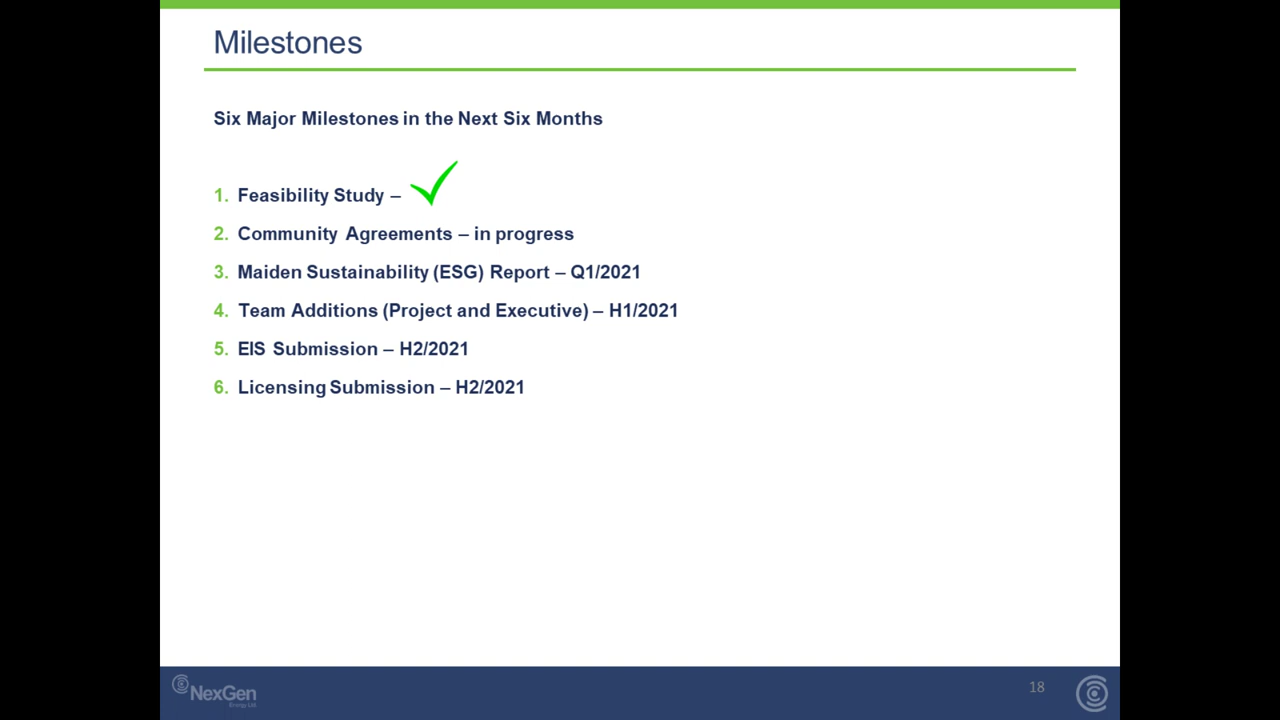 Milestones
Six Major Milestones in the Next Six Months
1. Feasibility Study –
2. Community Agreements – in progress
3. Maiden Sustainability (ESG) Report – Q1/2021
4. Team Additions (Project and Executive) – H1/2021
5. EIS Submission – H2/2021
6. Licensing Submission – H2/2021
NexGen
Energy Ltd.
18